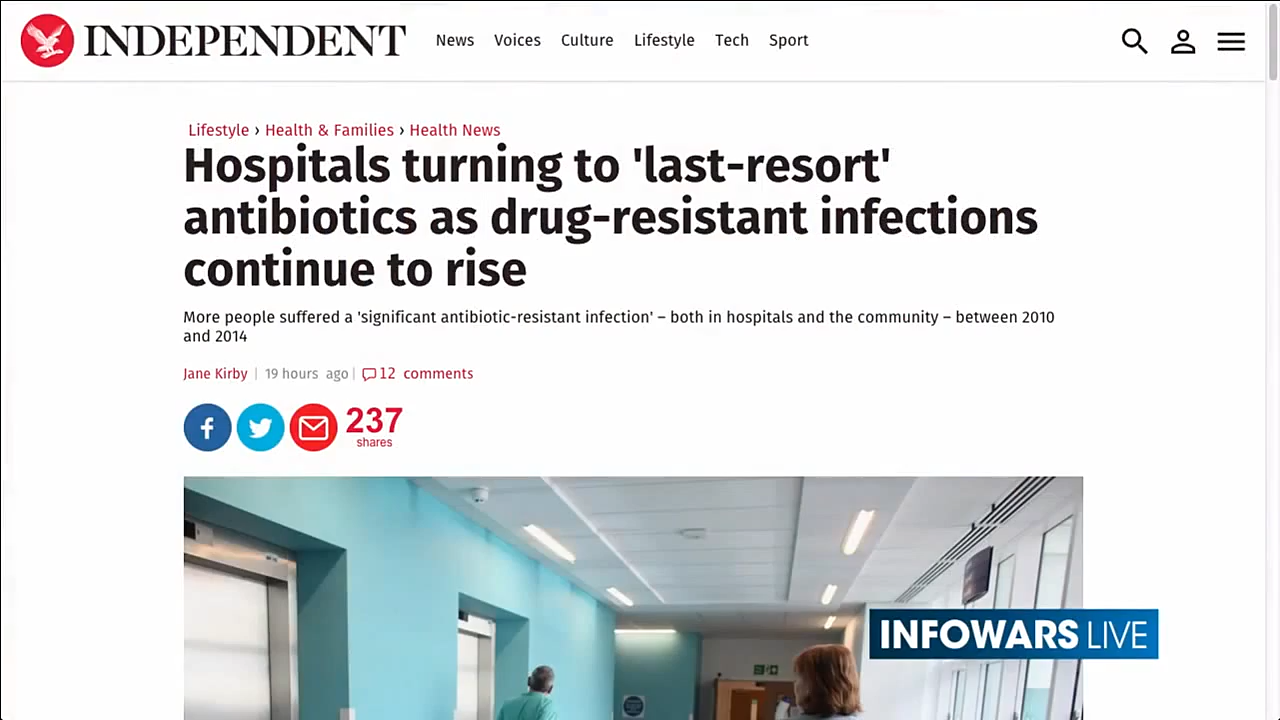 INDEPENDENT News Voices Culture Lifestyle Tech Sport
Lifestyle › Health & Families › Health News
Hospitals turning to 'last-resort'
antibiotics as drug-resistant infections
continue to rise
More people suffered a 'significant antibiotic-resistant infection' – both in hospitals and the community – between 2010
and 2014
Jane Kirby | 19 hours ago | 12 comments
237
shares
INFOWARS LIVE